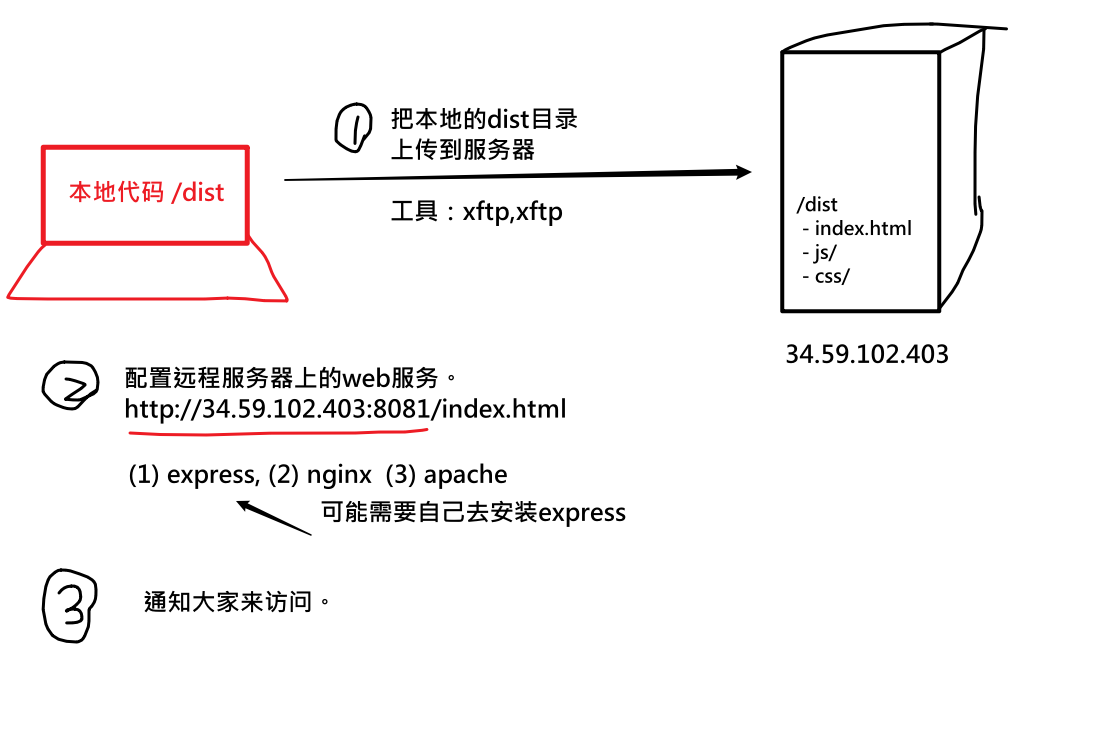 ①
把本地的dist目录
上传到服务器
本地代码 /dist
工具：xftp,xftp
/dist
- index.html
- js/
- css/
34.59.102.403
②
配置远程服务器上的web服务。
http://34.59.102.403:8081/index.html
(1) express, (2) nginx (3) apache
可能需要自己去安装express
③
通知大家来访问。